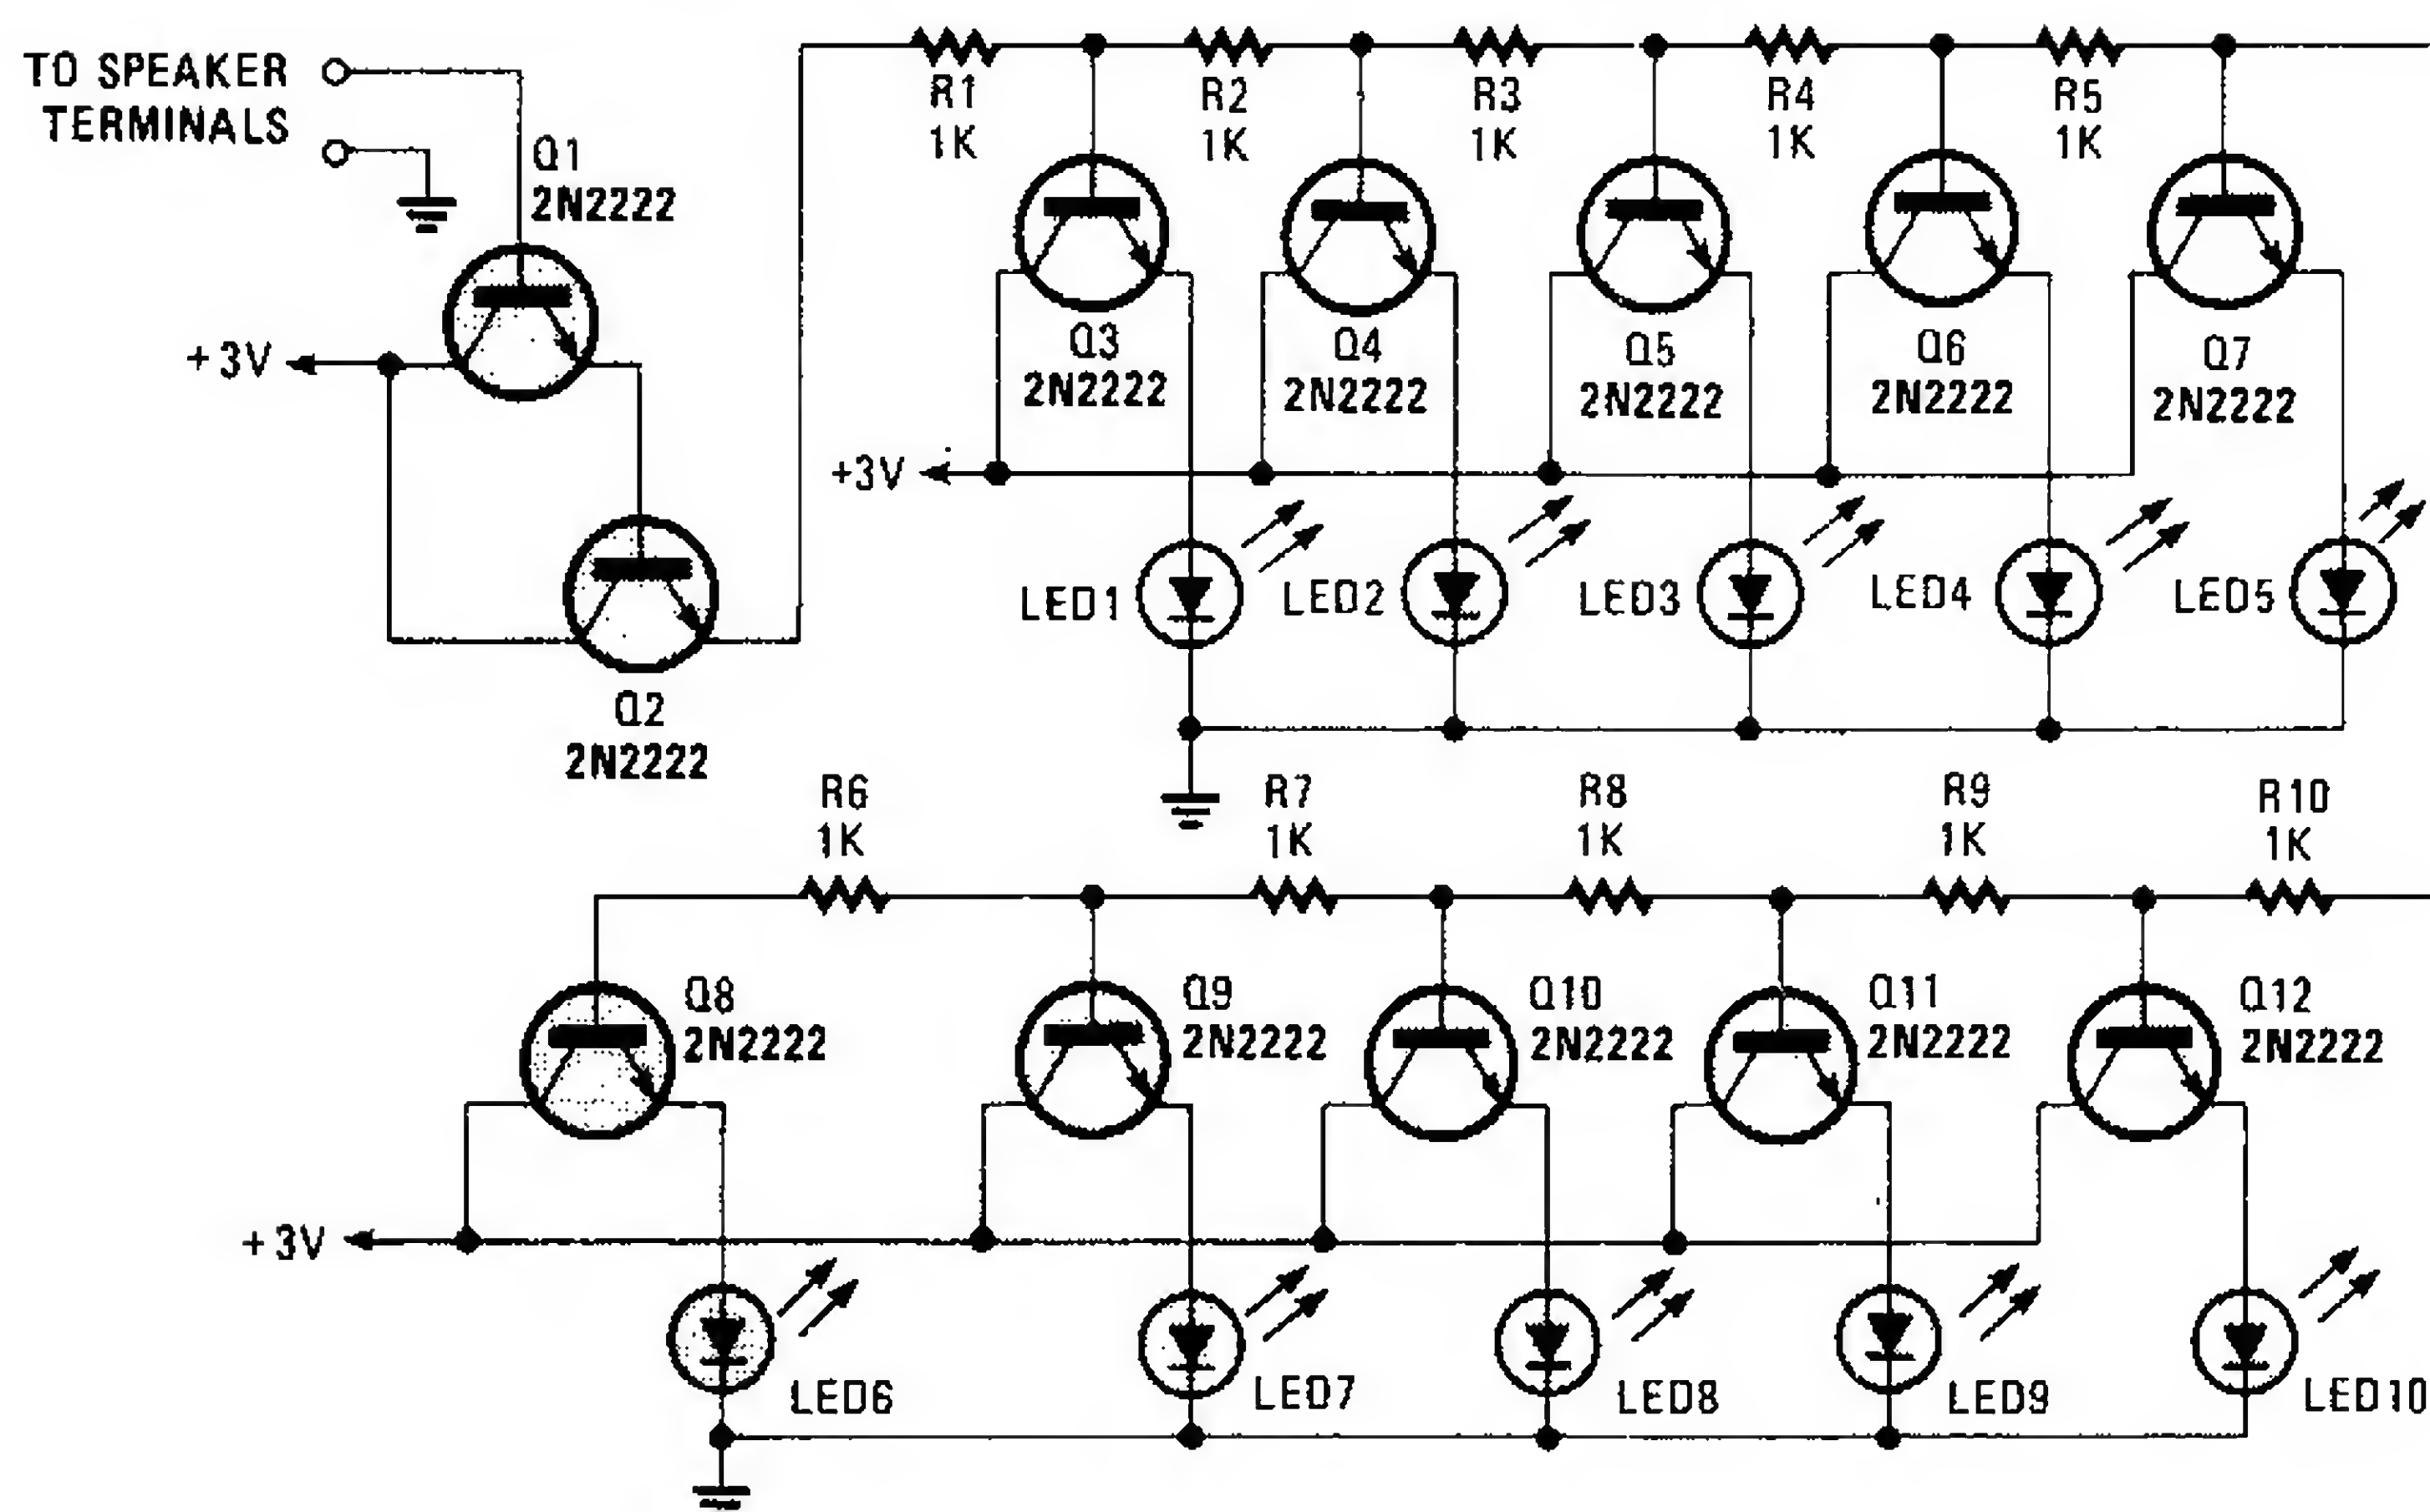 TO SPEAKER
TERMINALS
Q1
2N2222
+3V
Q2
2N2222
R1
1K
R2
1K
R3
1K
R4
1K
R5
1K
Q3
2N2222
Q4
2N2222
Q5
2N2222
Q6
2N2222
Q7
2N2222
+3V
LED1
LED2
LED3
LED4
LED5
R6
1K
R7
1K
R8
1K
R9
1K
R10
1K
Q8
2N2222
Q9
2N2222
Q10
2N2222
Q11
2N2222
Q12
2N2222
+3V
LED6
LED7
LED8
LED9
LED10